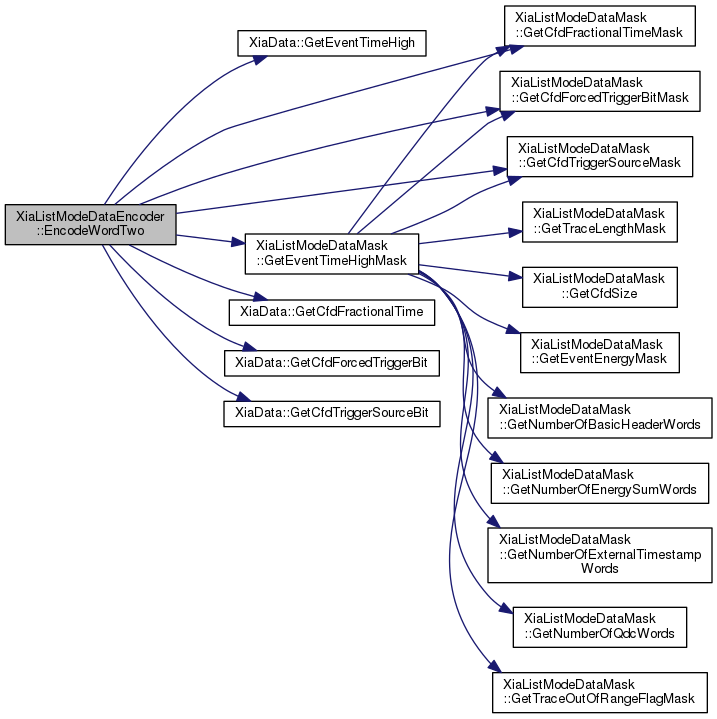 XiaListModeDataEncoder
::EncodeWordTwo
XiaData::GetEventTimeHigh
XiaListModeDataMask
::GetEventTimeHighMask
XiaData::GetCfdFractionalTime
XiaData::GetCfdForcedTriggerBit
XiaData::GetCfdTriggerSourceBit
XiaListModeDataMask
::GetCfdFractionalTimeMask
XiaListModeDataMask
::GetCfdForcedTriggerBitMask
XiaListModeDataMask
::GetCfdTriggerSourceMask
XiaListModeDataMask
::GetTraceLengthMask
XiaListModeDataMask
::GetCfdSize
XiaListModeDataMask
::GetEventEnergyMask
XiaListModeDataMask
::GetNumberOfBasicHeaderWords
XiaListModeDataMask
::GetNumberOfEnergySumWords
XiaListModeDataMask
::GetNumberOfExternalTimestamp
Words
XiaListModeDataMask
::GetNumberOfQdcWords
XiaListModeDataMask
::GetTraceOutOfRangeFlagMask